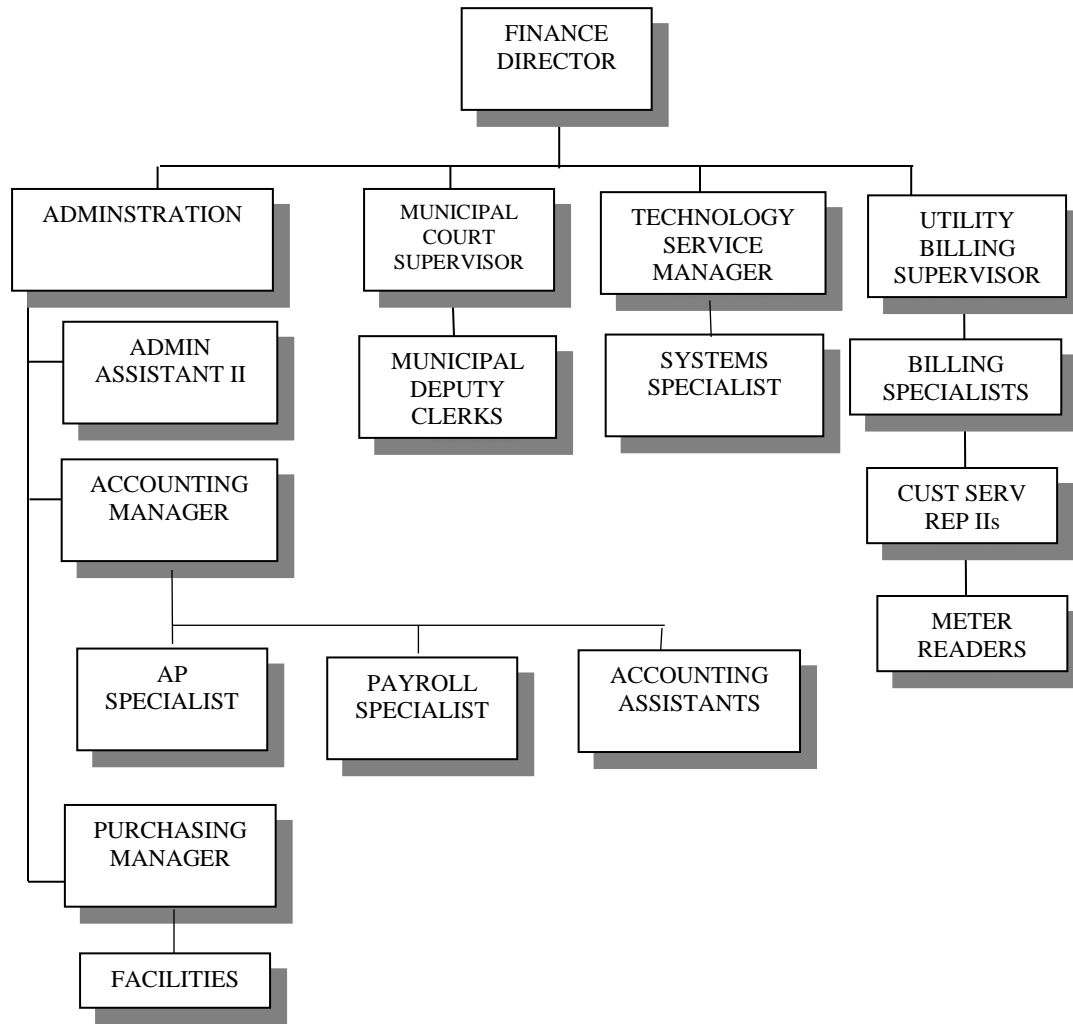 FINANCE
DIRECTOR
ADMINSTRATION
MUNICIPAL
COURT
SUPERVISOR
TECHNOLOGY
SERVICE
MANAGER
UTILITY
BILLING
SUPERVISOR
ADMIN
ASSISTANT II
MUNICIPAL
DEPUTY
CLERKS
SYSTEMS
SPECIALIST
BILLING
SPECIALISTS
ACCOUNTING
MANAGER
CUST SERV
REP IIs
METER
READERS
AP
SPECIALIST
PAYROLL
SPECIALIST
ACCOUNTING
ASSISTANTS
PURCHASING
MANAGER
FACILITIES